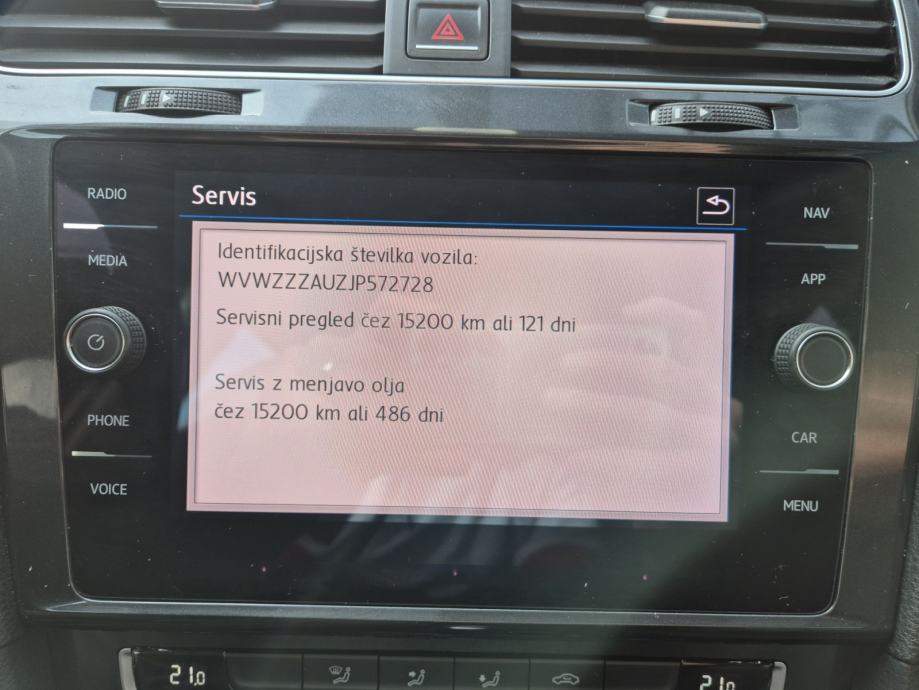 RADIO
Servis
NAV
MEDIA
APP
Identifikacijska številka vozila:
WVWZZZAUZJP572728
Servisni pregled čez 15200 km ali 121 dni
Servis z menjavo olja
čez 15200 km ali 486 dni
PHONE
CAR
VOICE
MENU
21.0
21.0